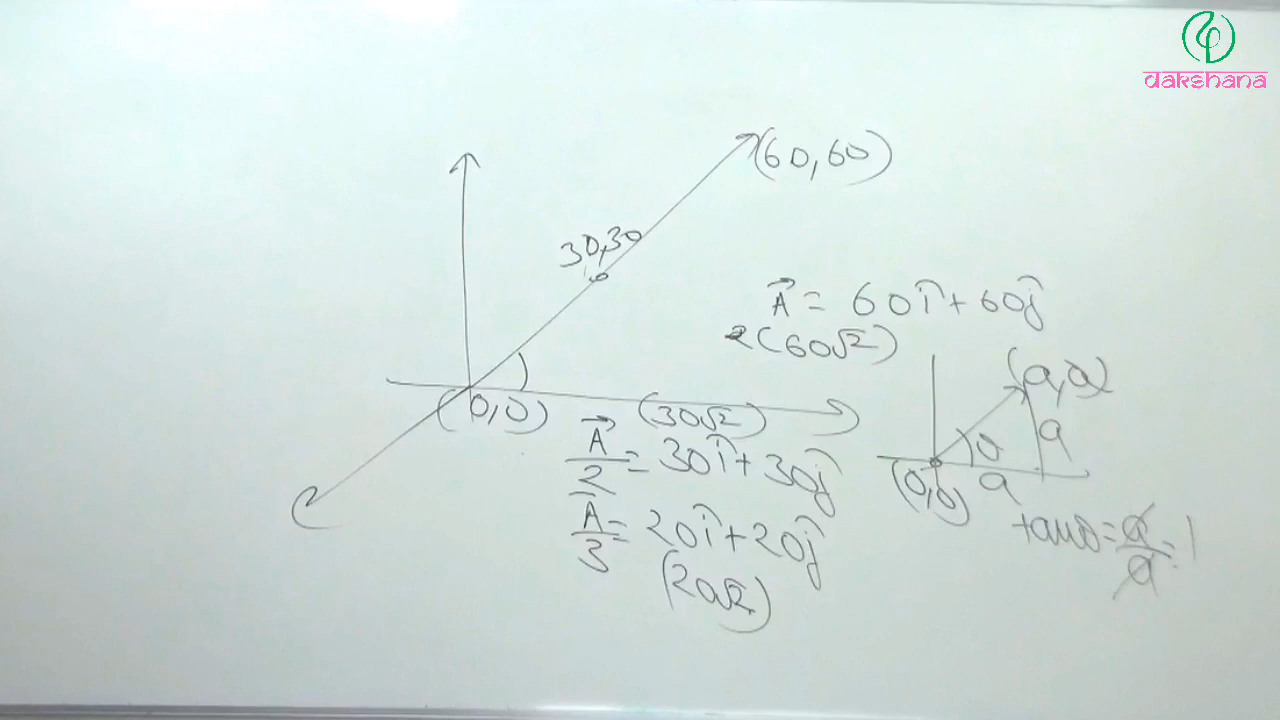 dakshana
(60,60)
30,30
A⃗ = 60î + 60ĵ
(60√2)
(a,a)
(0,0)
(30√2)
a
θ
A⃗/2 = 30î + 30ĵ
(0,0)
a
A⃗/3 = 20î + 20ĵ
tanθ = a/a = 1
(20√2)